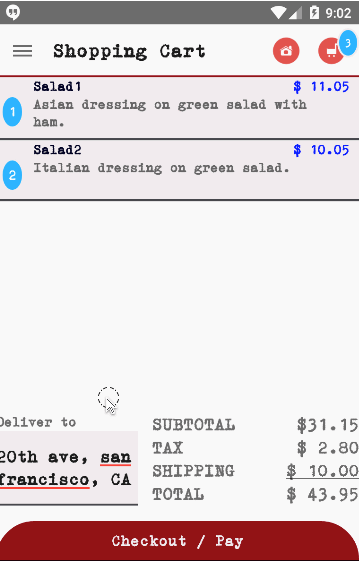 9:02
Shopping Cart
3
Salad1 $ 11.05
1
Asian dressing on green salad with
ham.
Salad2 $ 10.05
2
Italian dressing on green salad.
Deliver to
20th ave, san
francisco, CA
SUBTOTAL $31.15
TAX $ 2.80
SHIPPING $ 10.00
TOTAL $ 43.95
Checkout / Pay